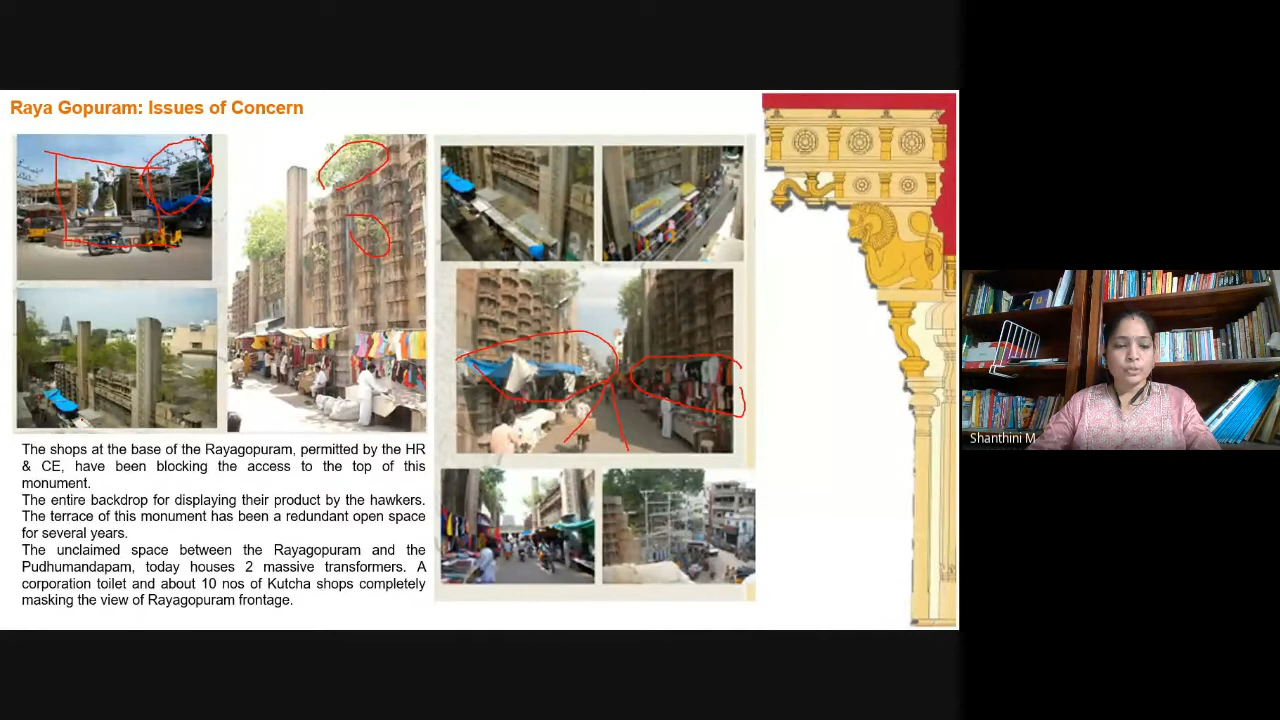 Raya Gopuram: Issues of Concern
The shops at the base of the Rayagopuram, permitted by the HR
& CE, have been blocking the access to the top of this
monument.
The entire backdrop for displaying their product by the hawkers.
The terrace of this monument has been a redundant open space
for several years.
The unclaimed space between the Rayagopuram and the
Pudhumandapam, today houses 2 massive transformers. A
corporation toilet and about 10 nos of Kutcha shops completely
masking the view of Rayagopuram frontage.
Shanthini M